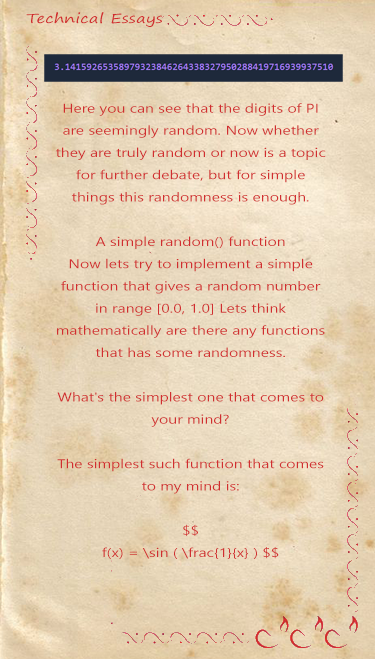 Technical Essays
3.14159265358979323846264338327950288419716939937510
Here you can see that the digits of PI
are seemingly random. Now whether
they are truly random or now is a topic
for further debate, but for simple
things this randomness is enough.
A simple random() function
Now lets try to implement a simple
function that gives a random number
in range [0.0, 1.0] Lets think
mathematically are there any functions
that has some randomness.
What's the simplest one that comes to
your mind?
The simplest such function that comes
to my mind is:
$$
f(x) = \sin ( \frac{1}{x} ) $$